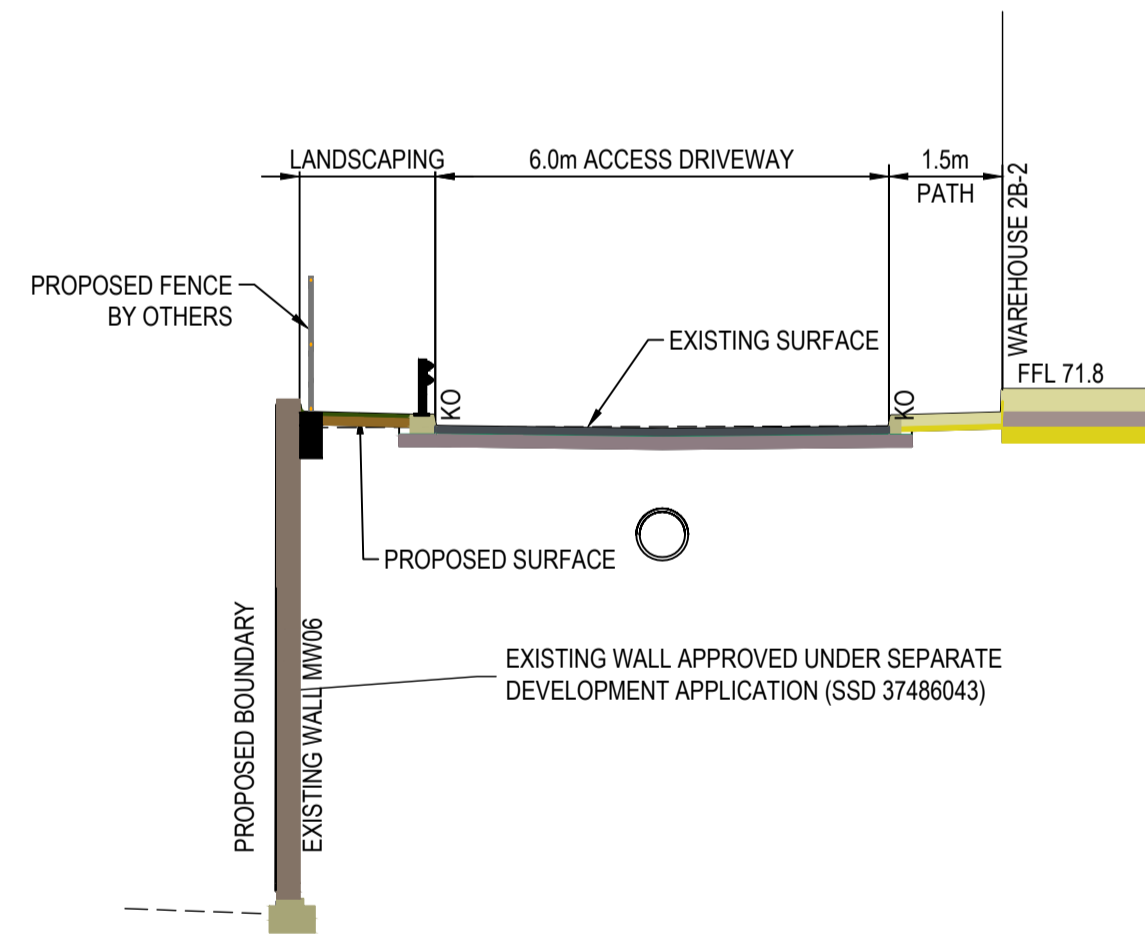 LANDSCAPING
6.0m ACCESS DRIVEWAY
1.5m
PATH
WAREHOUSE 2B-2
PROPOSED FENCE
BY OTHERS
EXISTING SURFACE
FFL 71.8
KO
KO
PROPOSED SURFACE
PROPOSED BOUNDARY
EXISTING WALL MW06
EXISTING WALL APPROVED UNDER SEPARATE
DEVELOPMENT APPLICATION (SSD 37486043)